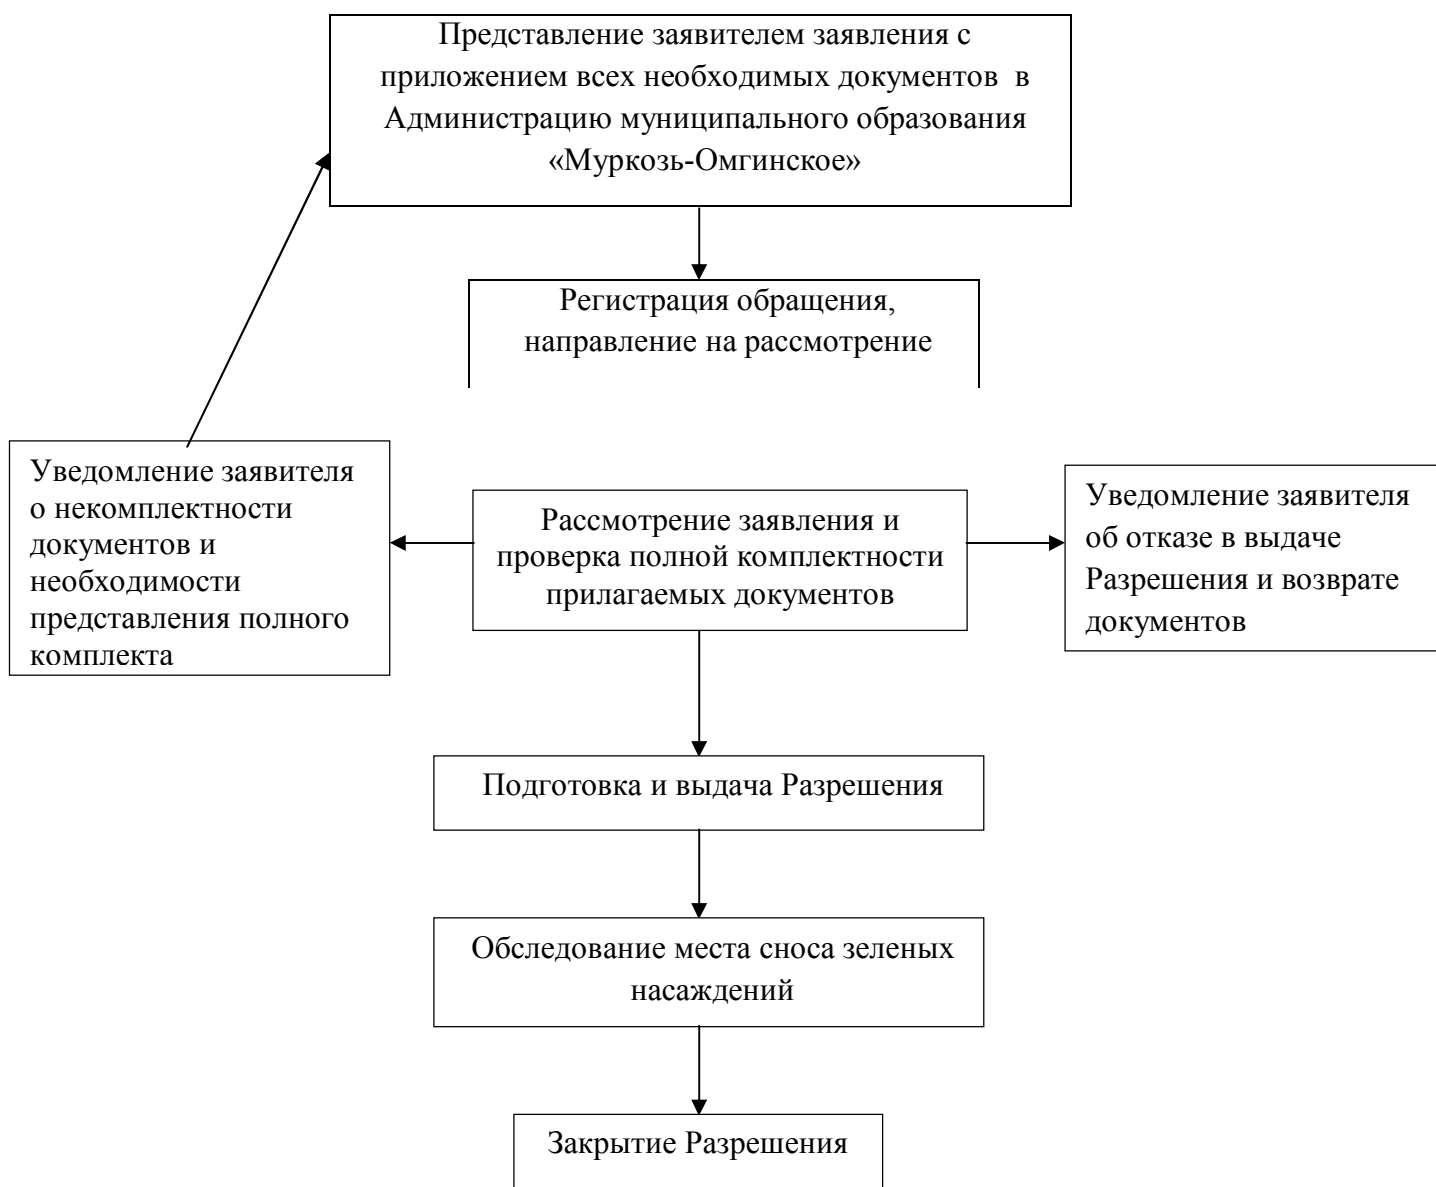 Представление заявителем заявления с
приложением всех необходимых документов в
Администрацию муниципального образования
«Муркозь-Омгинское»
Регистрация обращения,
направление на рассмотрение
Уведомление заявителя
о некомплектности
документов и
необходимости
представления полного
комплекта
Рассмотрение заявления и
проверка полной комплектности
прилагаемых документов
Уведомление заявителя
об отказе в выдаче
Разрешения и возврате
документов
Подготовка и выдача Разрешения
Обследование места сноса зеленых
насаждений
Закрытие Разрешения